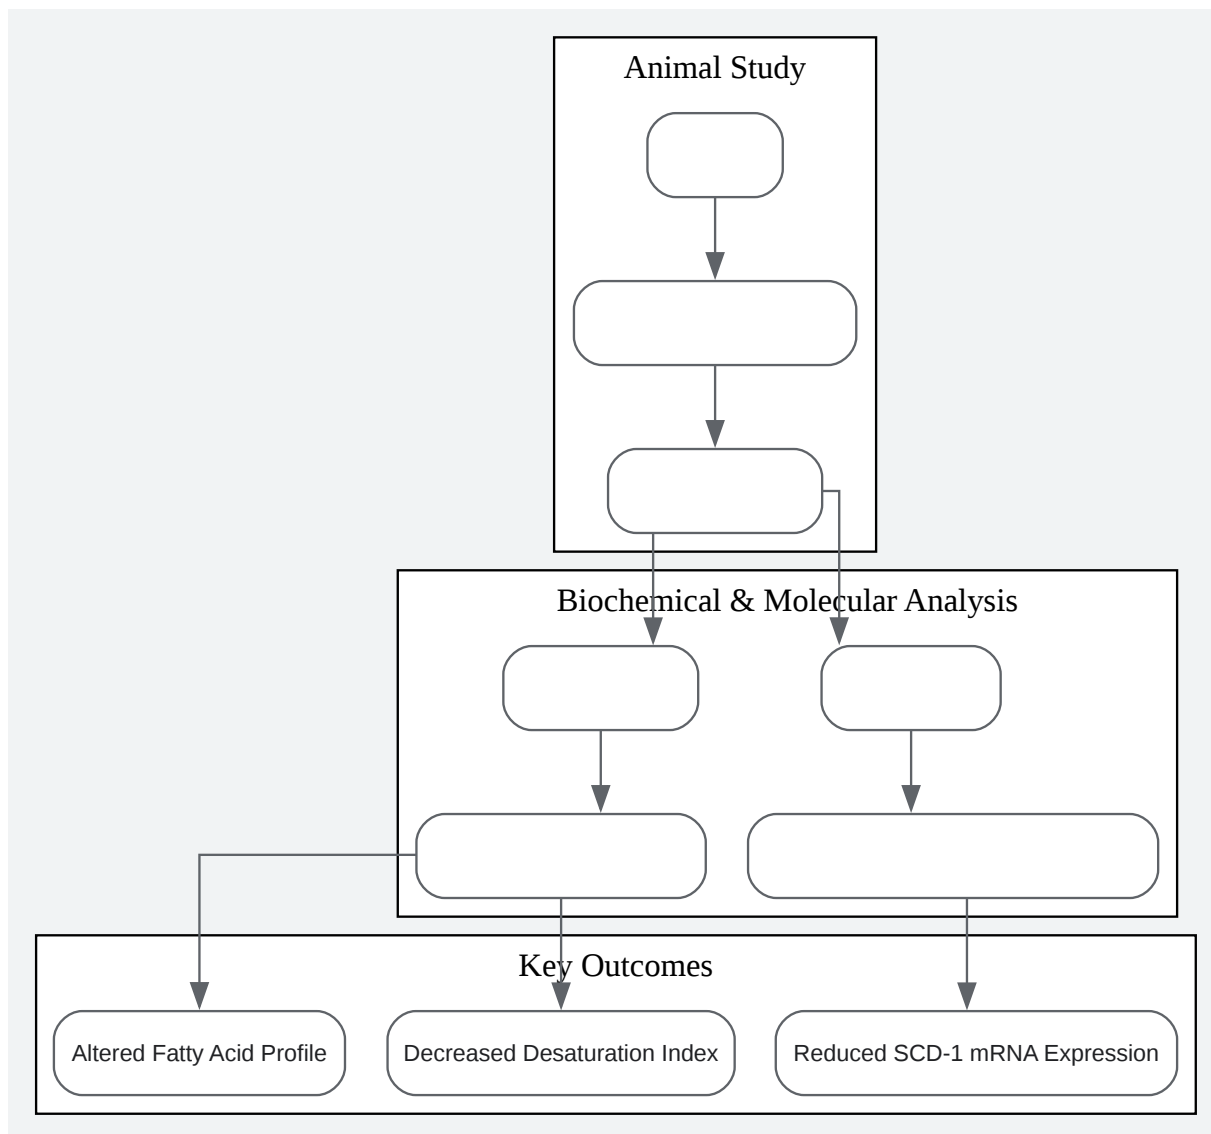 Animal Study
Biochemical & Molecular Analysis
Key Outcomes
Altered Fatty Acid Profile
Decreased Desaturation Index
Reduced SCD-1 mRNA Expression